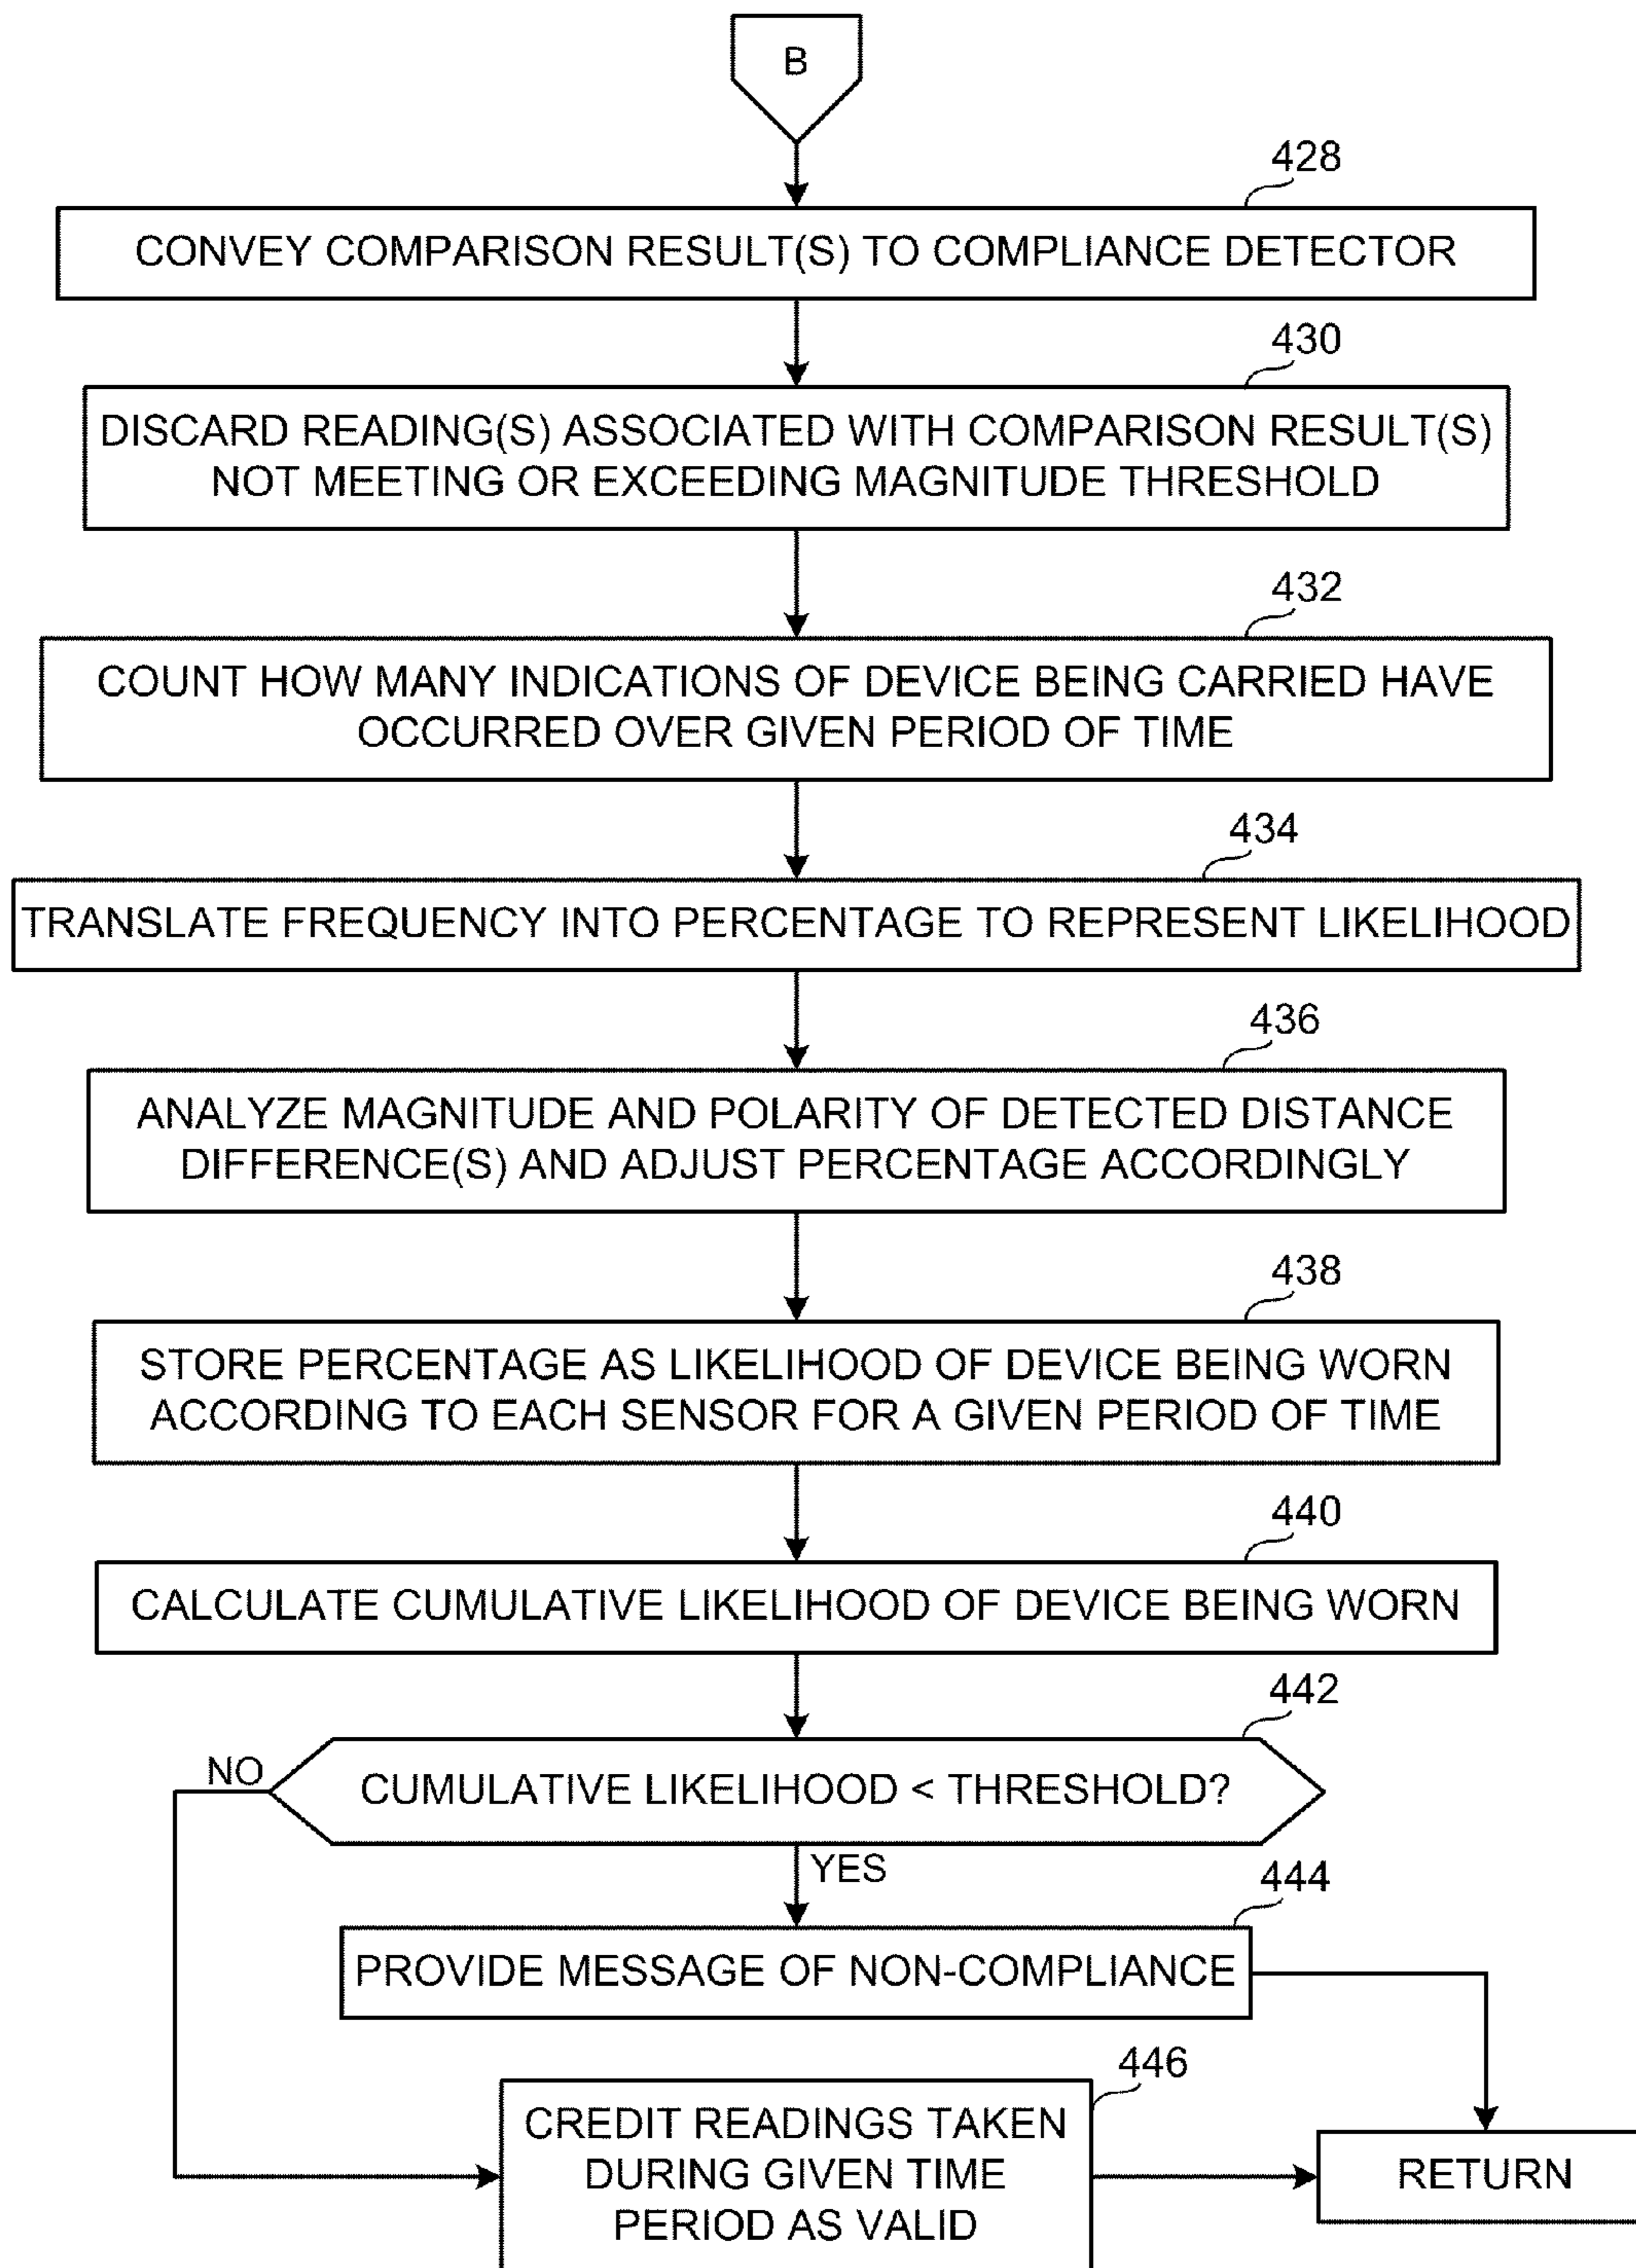 B
428
CONVEY COMPARISON RESULT(S) TO COMPLIANCE DETECTOR
430
DISCARD READING(S) ASSOCIATED WITH COMPARISON RESULT(S)
NOT MEETING OR EXCEEDING MAGNITUDE THRESHOLD
432
COUNT HOW MANY INDICATIONS OF DEVICE BEING CARRIED HAVE
OCCURRED OVER GIVEN PERIOD OF TIME
434
TRANSLATE FREQUENCY INTO PERCENTAGE TO REPRESENT LIKELIHOOD
436
ANALYZE MAGNITUDE AND POLARITY OF DETECTED DISTANCE
DIFFERENCE(S) AND ADJUST PERCENTAGE ACCORDINGLY
438
STORE PERCENTAGE AS LIKELIHOOD OF DEVICE BEING WORN
ACCORDING TO EACH SENSOR FOR A GIVEN PERIOD OF TIME
440
CALCULATE CUMULATIVE LIKELIHOOD OF DEVICE BEING WORN
442
NO
CUMULATIVE LIKELIHOOD < THRESHOLD?
YES
444
PROVIDE MESSAGE OF NON-COMPLIANCE
446
CREDIT READINGS TAKEN
DURING GIVEN TIME
PERIOD AS VALID
RETURN